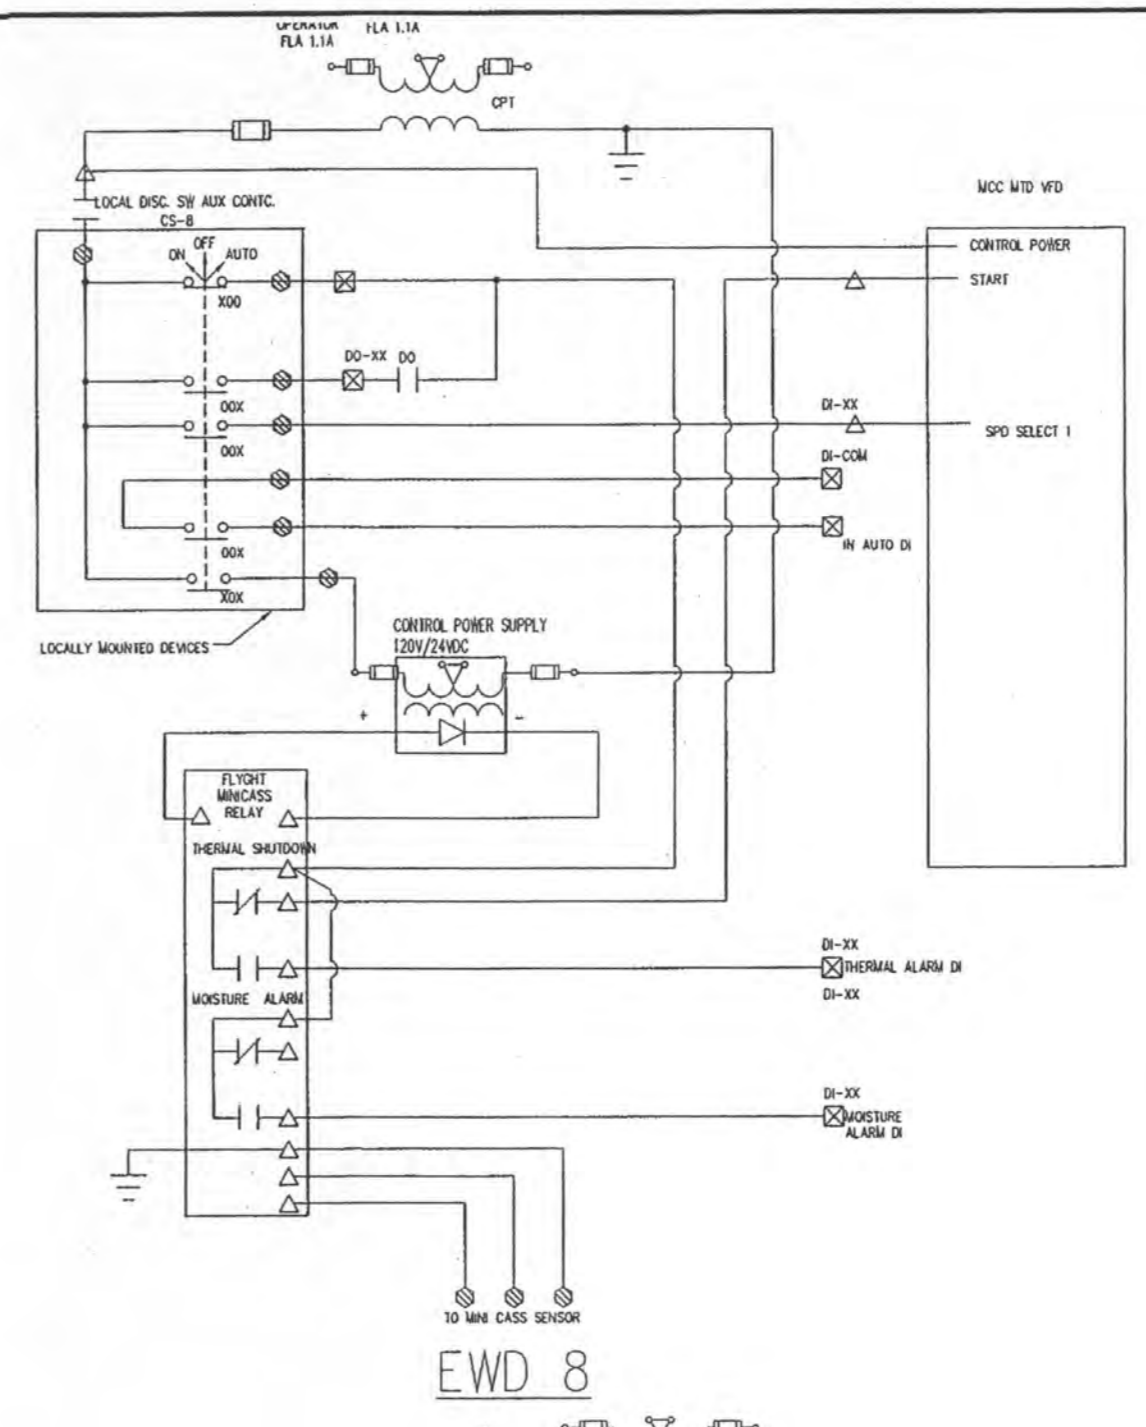 OPERATOR FLA 1.1A
FLA 1.1A
CPT
MCC MTD VFD
LOCAL DISC. SW AUX CONTC.
CS-8
OFF
ON AUTO
X00
CONTROL POWER
START
DO-XX DO
00X
DI-XX
SPD SELECT 1
00X
DI-COM
IN AUTO DI
00X
X0X
LOCALLY MOUNTED DEVICES
CONTROL POWER SUPPLY
120V/24VDC
+ -
FLYGHT
MINICASS
RELAY
THERMAL SHUTDOWN
DI-XX
THERMAL ALARM DI
DI-XX
MOISTURE ALARM
DI-XX
MOISTURE
ALARM DI
TO MINI CASS SENSOR
EWD 8